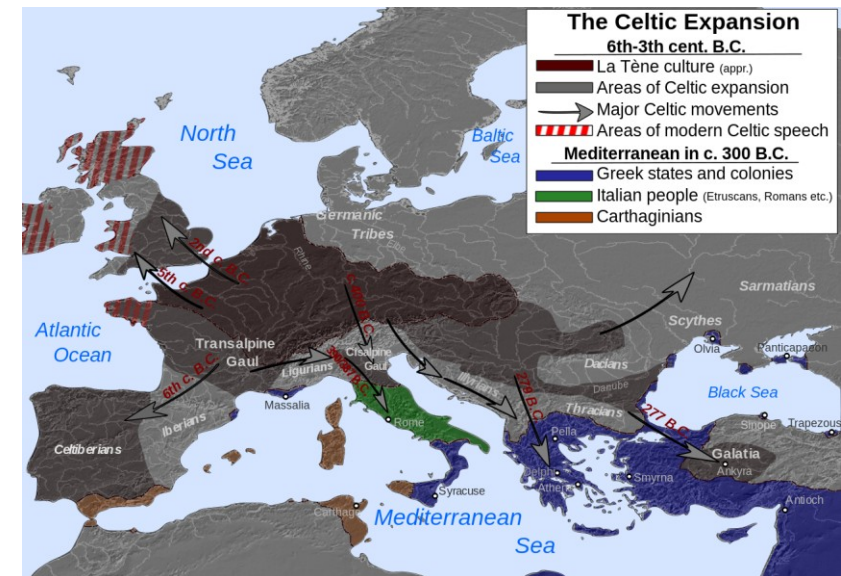 The Celtic Expansion
6th-3th cent. B.C.
La Tène culture (appr.)
Areas of Celtic expansion
Major Celtic movements
Areas of modern Celtic speech
Mediterranean in c. 300 B.C.
Greek states and colonies
Italian people (Etruscans, Romans etc.)
Carthaginians
North
Sea
Baltic
Sea
Germanic
Tribes
Rhine
2nd c. B.C.
5th c. B.C.
Sarmatians
Scythes
Atlantic
Ocean
Transalpine
Gaul
Cisalpine
Gaul
Ligurians
Olvia
Panticapaeon
Dacians
Illyrians
6th c. B.C.
Danube
Black Sea
Massalia
279 B.C.
Thracians
277 B.C.
Iberians
Rome
Sinope
Trapezous
Celtiberians
Pella
Galatia
Ankyra
Delphi
Smyrna
Athens
Syracuse
Antioch
Carthage
Mediterranean
Sea